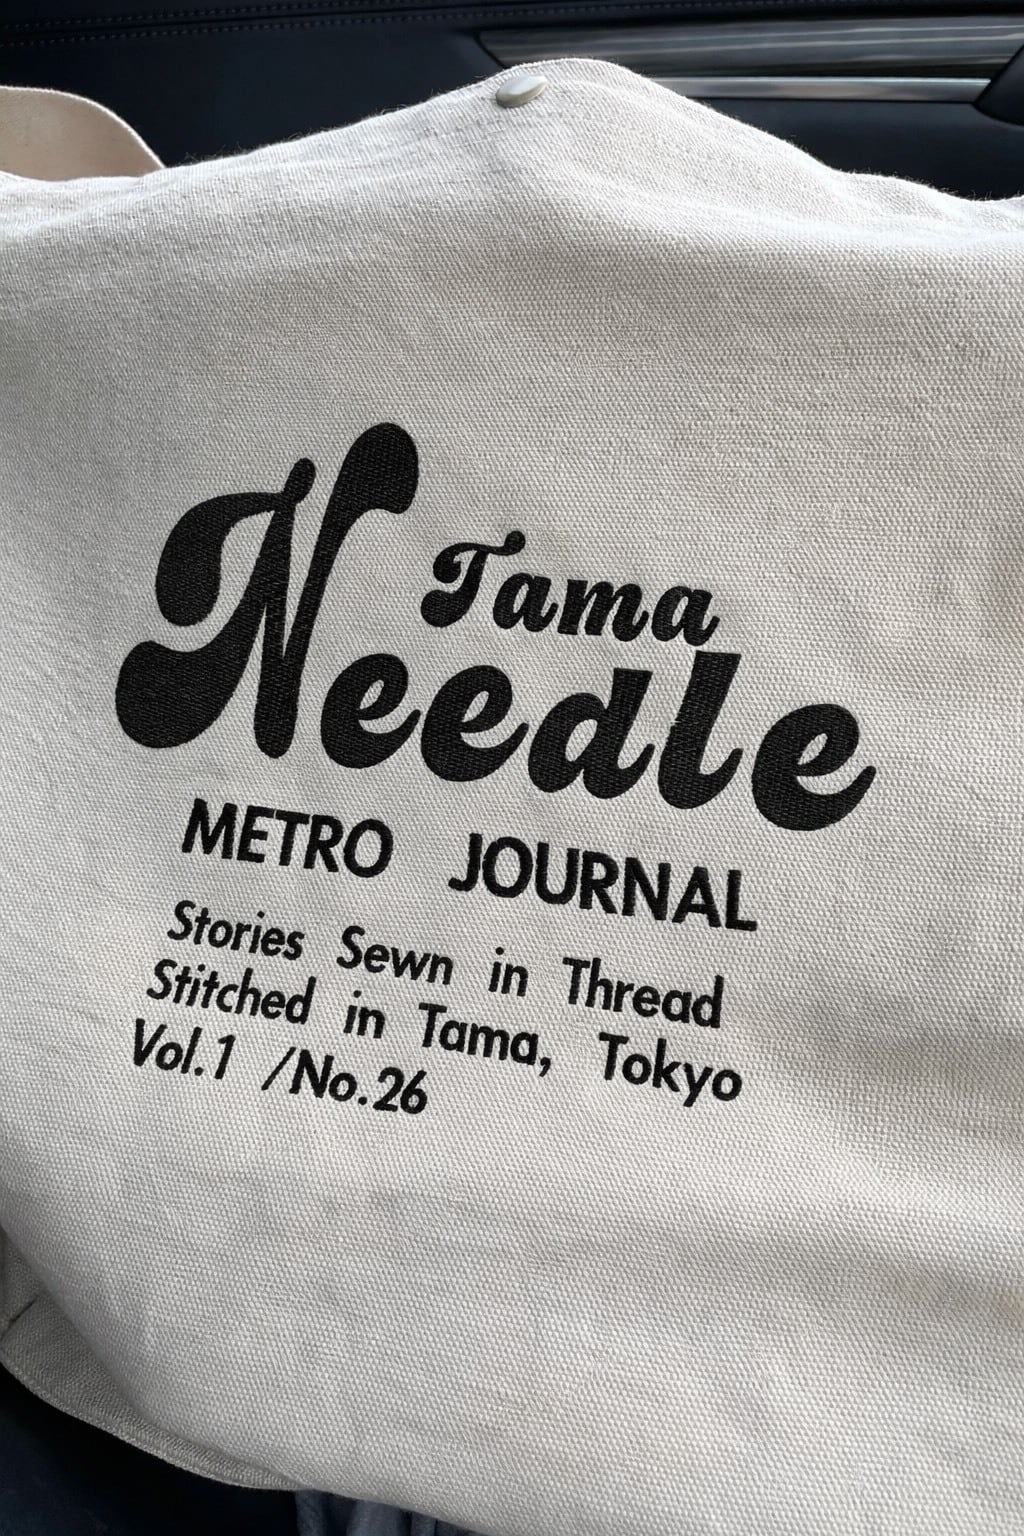 Tama
Needle
METRO JOURNAL
Stories Sewn in Thread
Stitched in Tama, Tokyo
Vol.1 /No.26